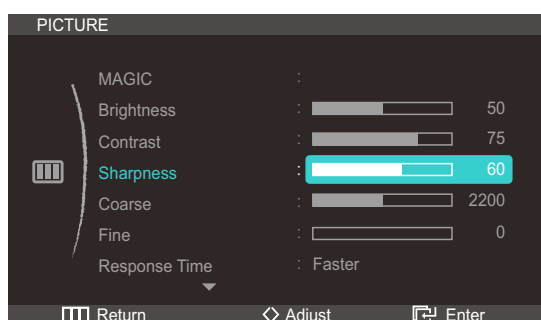 PICTURE
MAGIC :
Brightness : 50
Contrast : 75
Sharpness : 60
Coarse : 2200
Fine : 0
Response Time : Faster
Return Adjust Enter